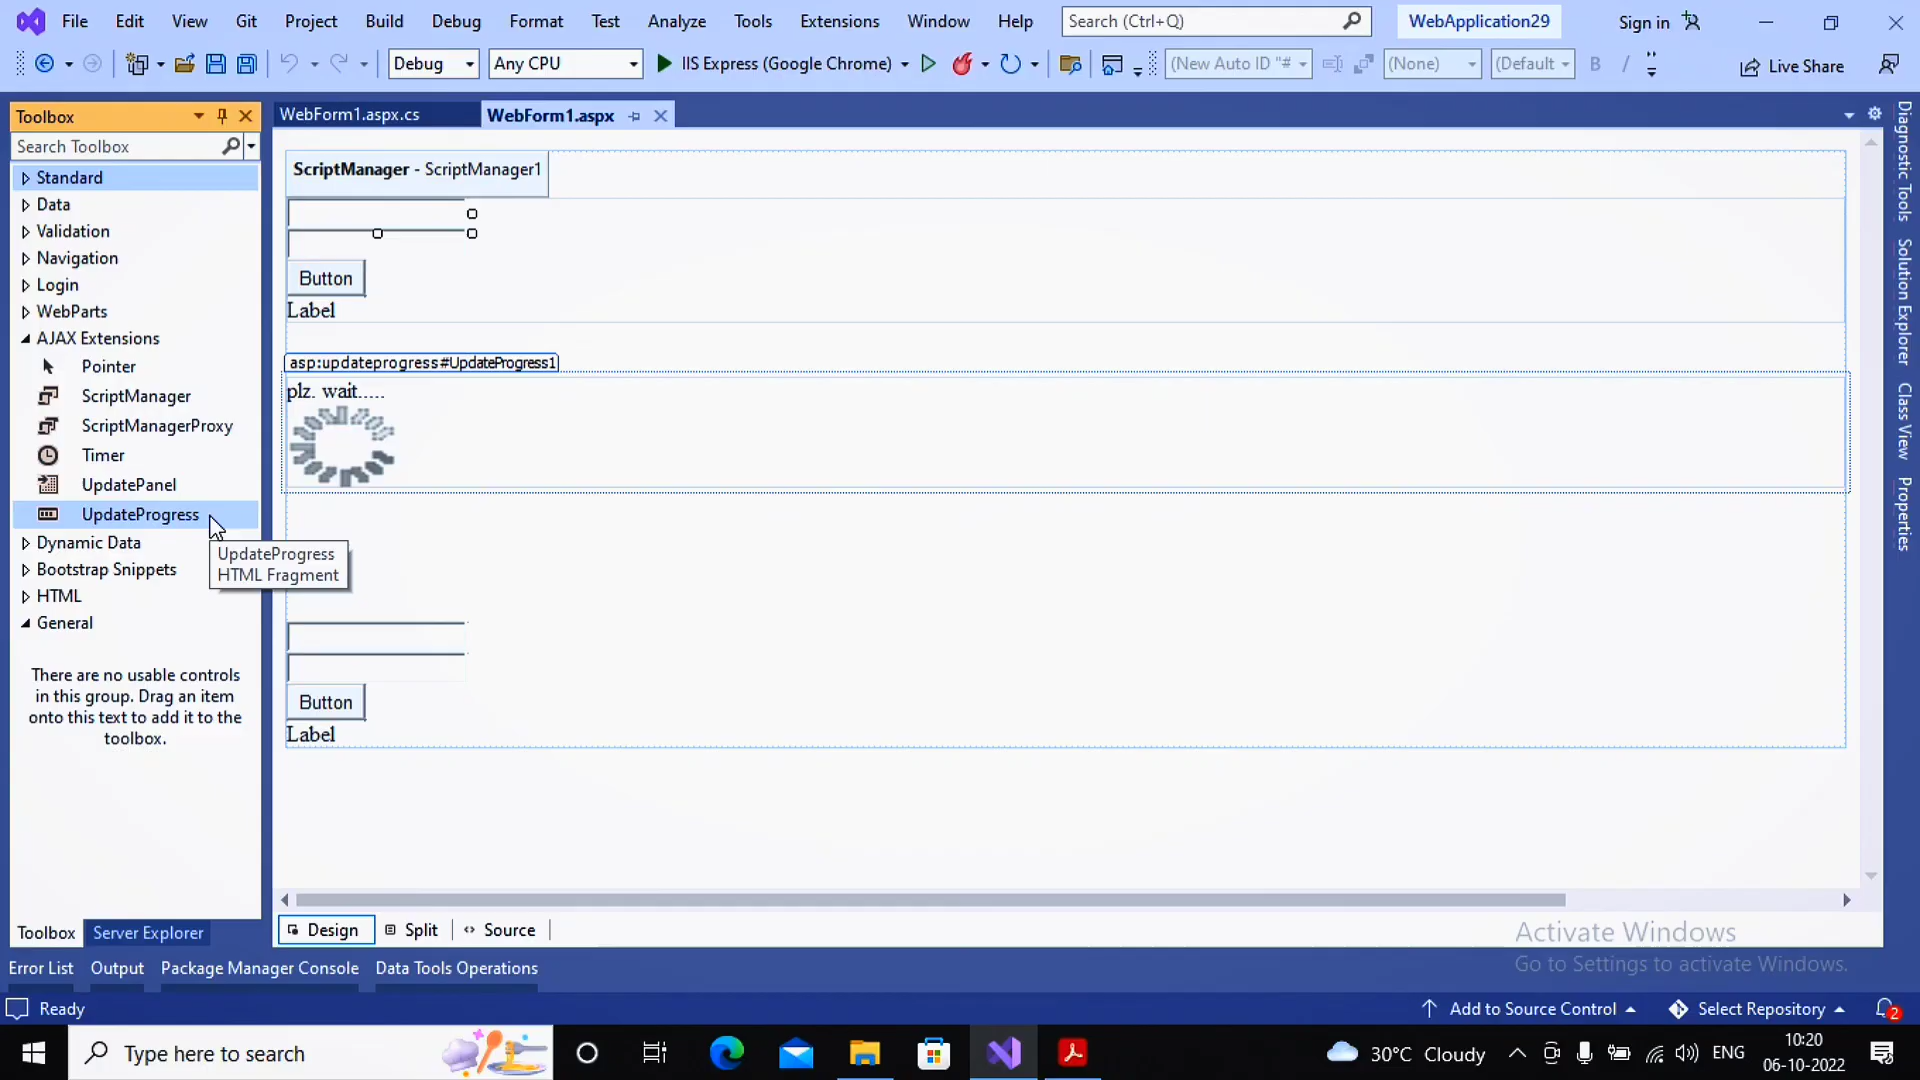 File Edit View Git Project Build Debug Format Test Analyze Tools Extensions Window Help Search (Ctrl+Q) WebApplication29 Sign in
Debug Any CPU IIS Express (Google Chrome) (New Auto ID "# (None) (Default B I Live Share
Toolbox
Search Toolbox
Standard
Data
Validation
Navigation
Login
WebParts
AJAX Extensions
Pointer
ScriptManager
ScriptManagerProxy
Timer
UpdatePanel
UpdateProgress
Dynamic Data
Bootstrap Snippets
HTML
General
There are no usable controls
in this group. Drag an item
onto this text to add it to the
toolbox.
UpdateProgress
HTML Fragment
Toolbox Server Explorer
WebForm1.aspx.cs WebForm1.aspx
ScriptManager - ScriptManager1
Button
Label
asp:updateprogress#UpdateProgress1
plz. wait.....
Button
Label
Design Split Source
Diagnostic Tools
Solution Explorer
Class View
Properties
Activate Windows
Go to Settings to activate Windows.
Error List Output Package Manager Console Data Tools Operations
Ready Add to Source Control Select Repository 2
Type here to search 30°C Cloudy ENG 10:20
06-10-2022